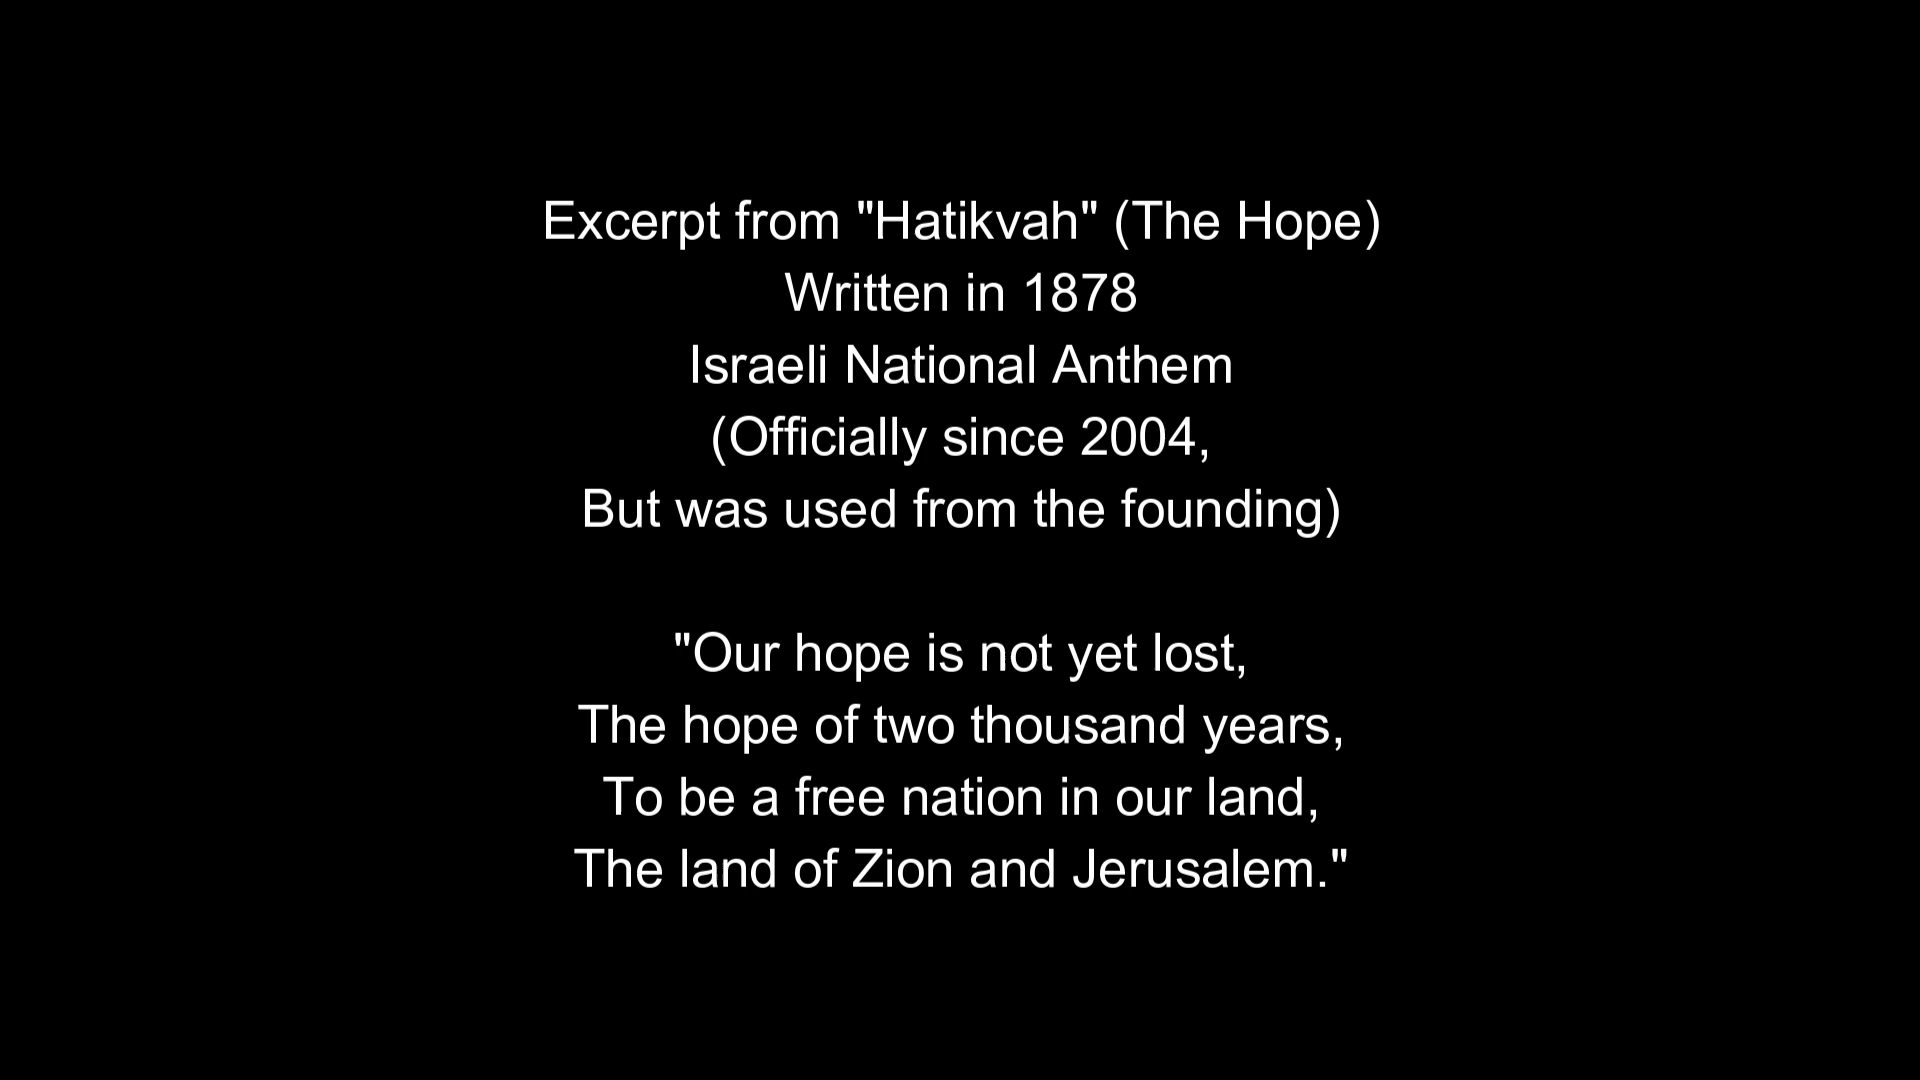 Excerpt from "Hatikvah" (The Hope)
Written in 1878
Israeli National Anthem
(Officially since 2004,
But was used from the founding)
"Our hope is not yet lost,
The hope of two thousand years,
To be a free nation in our land,
The land of Zion and Jerusalem."